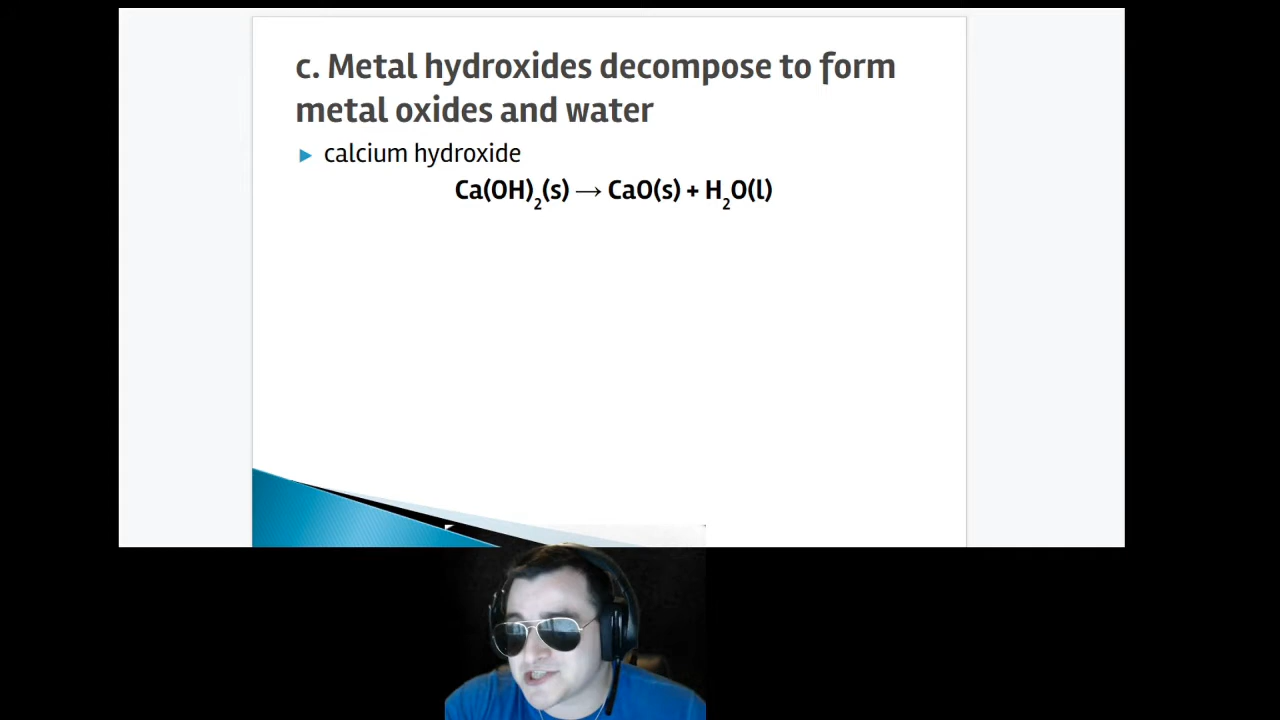 c. Metal hydroxides decompose to form
metal oxides and water
calcium hydroxide
Ca(OH)₂(s) → CaO(s) + H₂O(l)